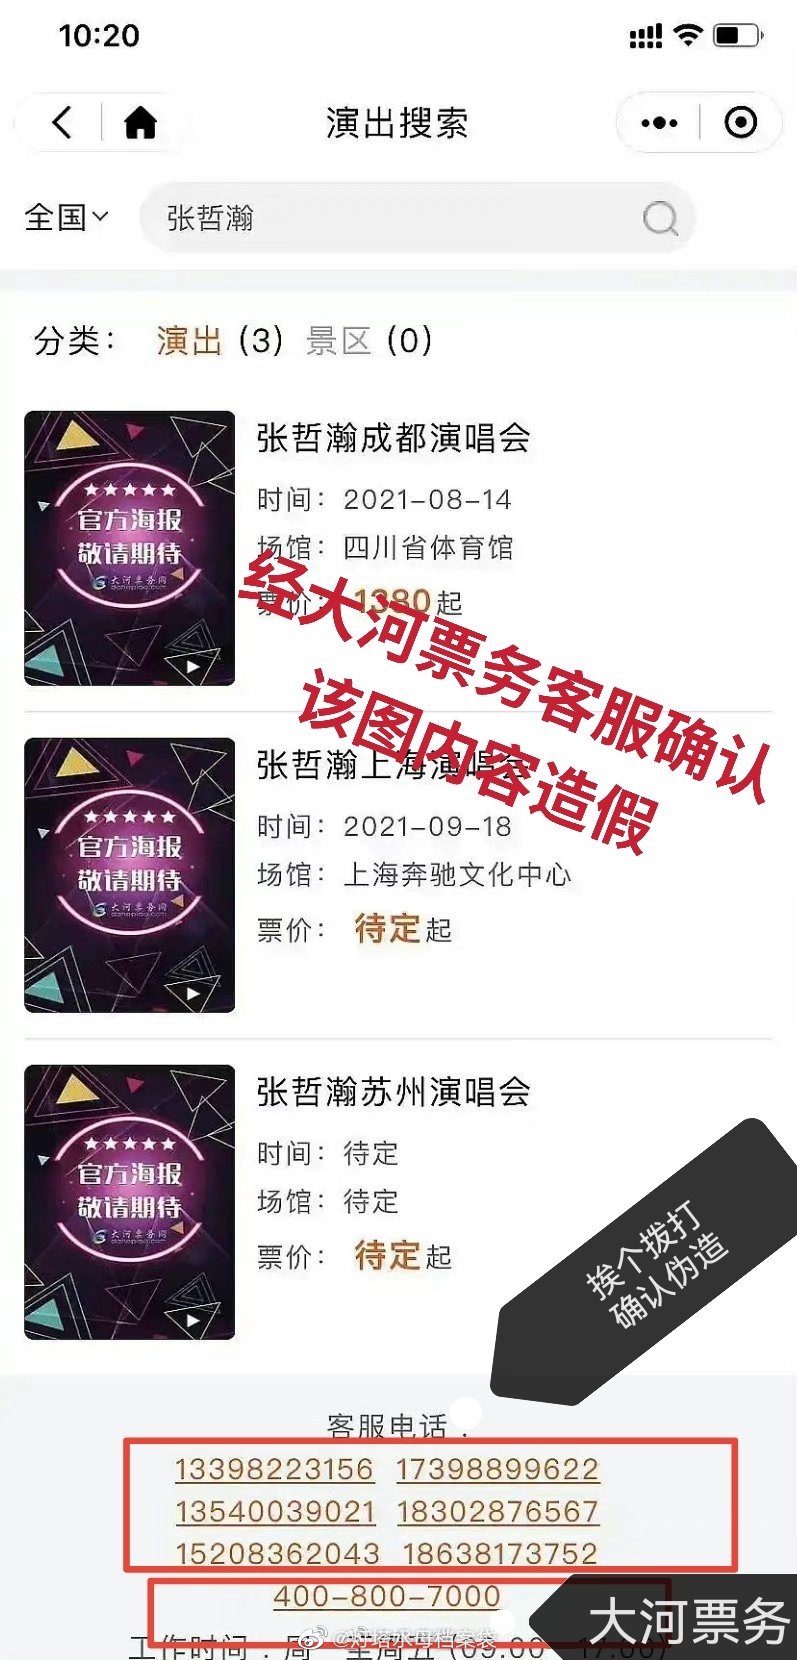 10:20
演出搜索
全国
张哲瀚
分类：演出 (3) 景区 (0)
★★★★★
官方海报
敬请期待
大河票务网
张哲瀚成都演唱会
时间：2021-08-14
场馆：四川省体育馆
票价：1380起
经大河票务客服确认
该图内容造假
★★★★★
官方海报
敬请期待
大河票务网
张哲瀚上海演唱会
时间：2021-09-18
场馆：上海奔驰文化中心
票价：待定起
★★★★★
官方海报
敬请期待
大河票务网
张哲瀚苏州演唱会
时间：待定
场馆：待定
票价：待定起
挨个拨打
确认伪造
客服电话：
13398223156 17398899622
13540039021 18302876567
15208362043 18638173752
400-800-7000
大河票务
@灯塔水母档案袋
工作时间：周一至周五 (09:00-17:00)